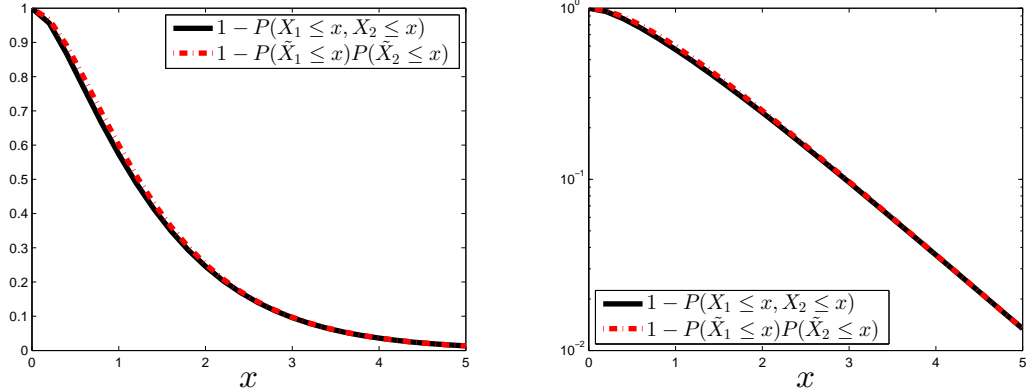 1
0.9
0.8
0.7
0.6
0.5
0.4
0.3
0.2
0.1
0
0 1 2 3 4 5
x
1 − P(X₁ ≤ x, X₂ ≤ x)
1 − P(X̃₁ ≤ x)P(X̃₂ ≤ x)
10⁰
10⁻¹
10⁻²
0 1 2 3 4 5
x
1 − P(X₁ ≤ x, X₂ ≤ x)
1 − P(X̃₁ ≤ x)P(X̃₂ ≤ x)